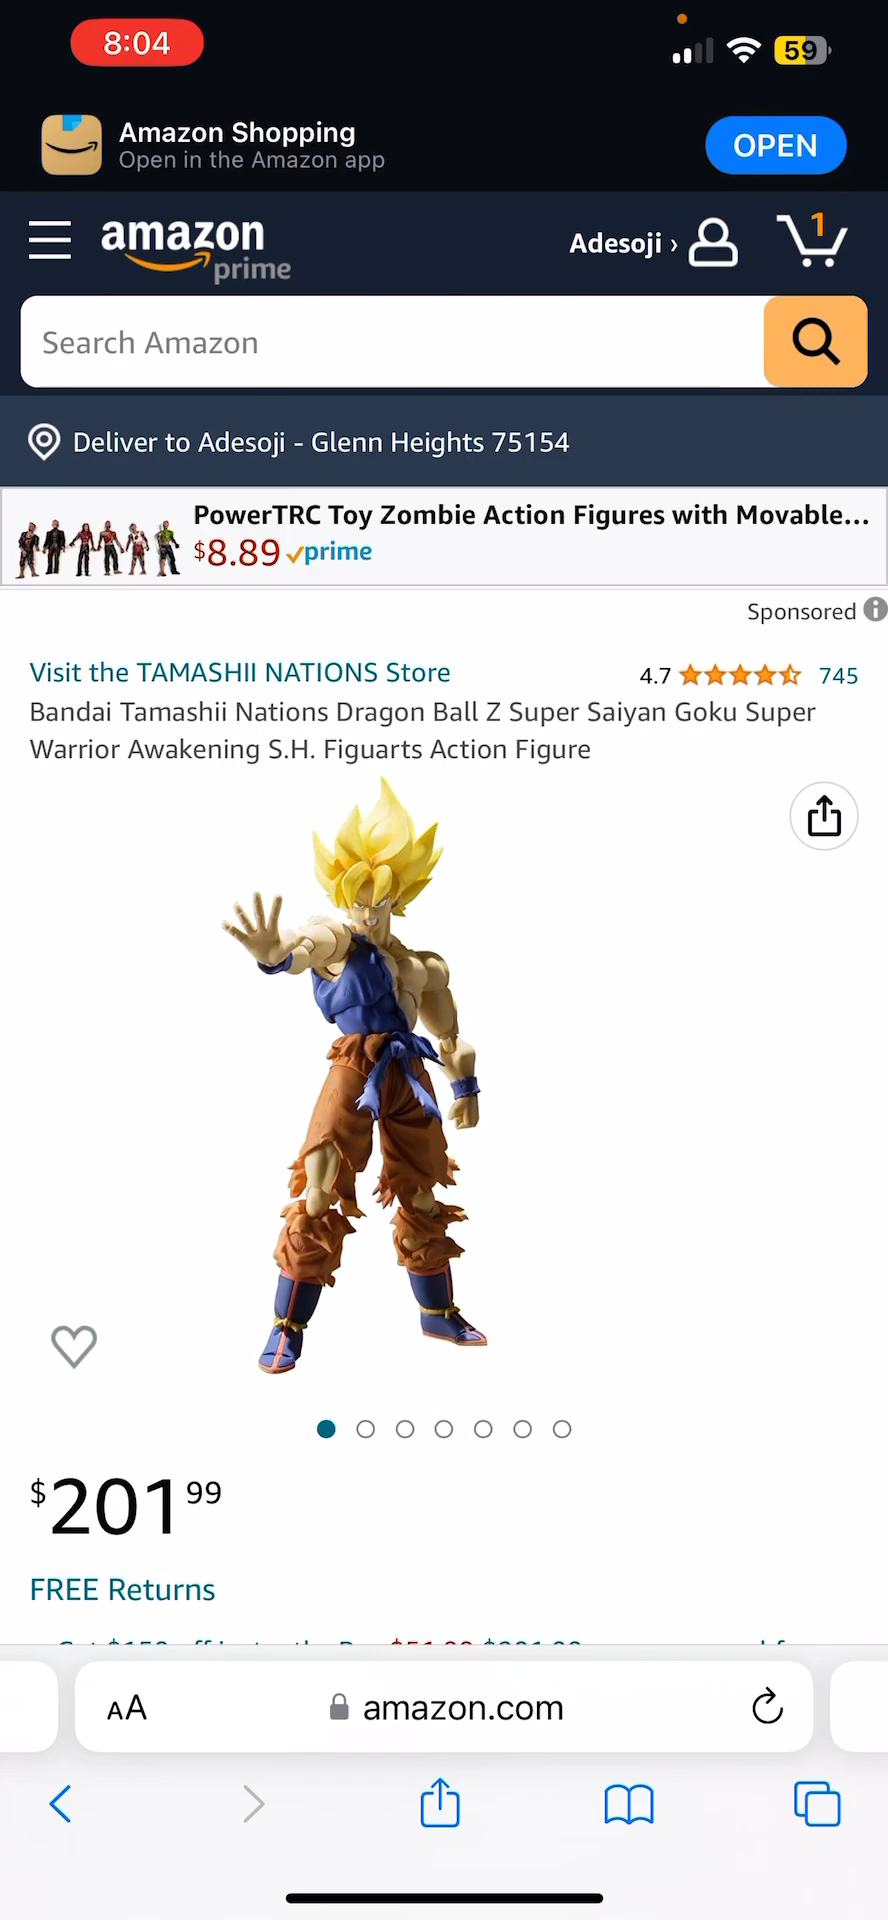 8:04
59
Amazon Shopping
Open in the Amazon app
OPEN
amazon
prime
Adesoji ›
1
Search Amazon
Deliver to Adesoji - Glenn Heights 75154
PowerTRC Toy Zombie Action Figures with Movable...
$8.89 prime
Sponsored
Visit the TAMASHII NATIONS Store
4.7 745
Bandai Tamashii Nations Dragon Ball Z Super Saiyan Goku Super
Warrior Awakening S.H. Figuarts Action Figure
$201 99
FREE Returns
AA
amazon.com